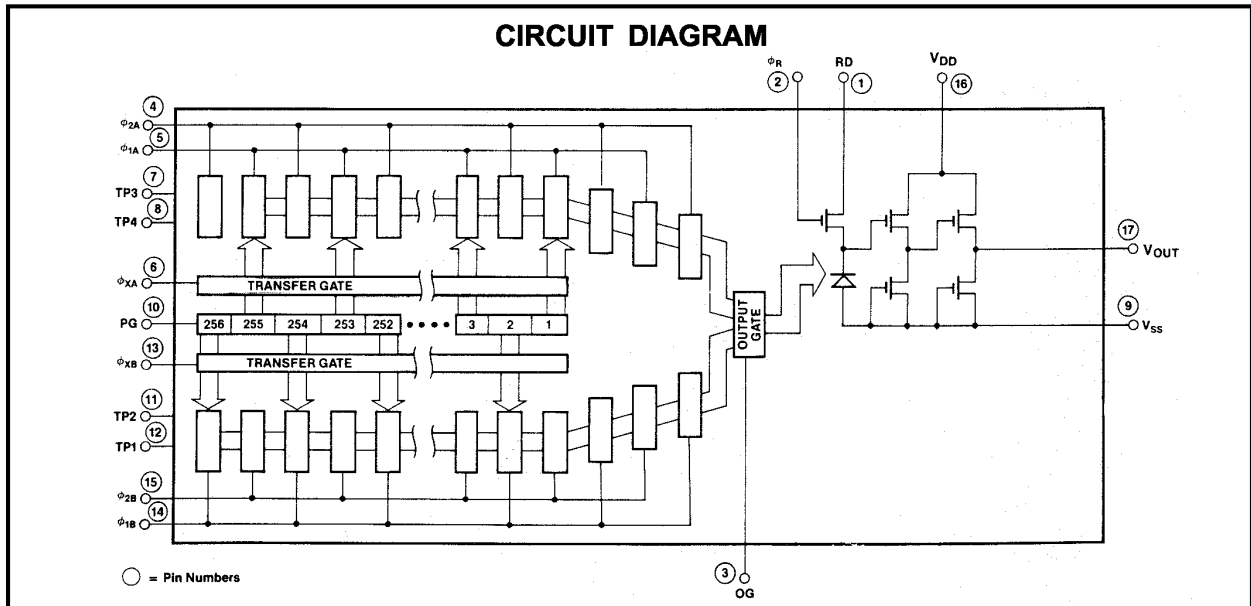 CIRCUIT DIAGRAM
ϕR
RD
VDD
2
1
16
4
ϕ2A
5
ϕ1A
7
TP3
8
TP4
6
ϕXA
TRANSFER GATE
10
PG
256 255 254 253 252 •••• 3 2 1
13
ϕXB
TRANSFER GATE
11
TP2
12
TP1
15
ϕ2B
14
ϕ1B
OUTPUT
GATE
17
VOUT
9
VSS
3
OG
= Pin Numbers